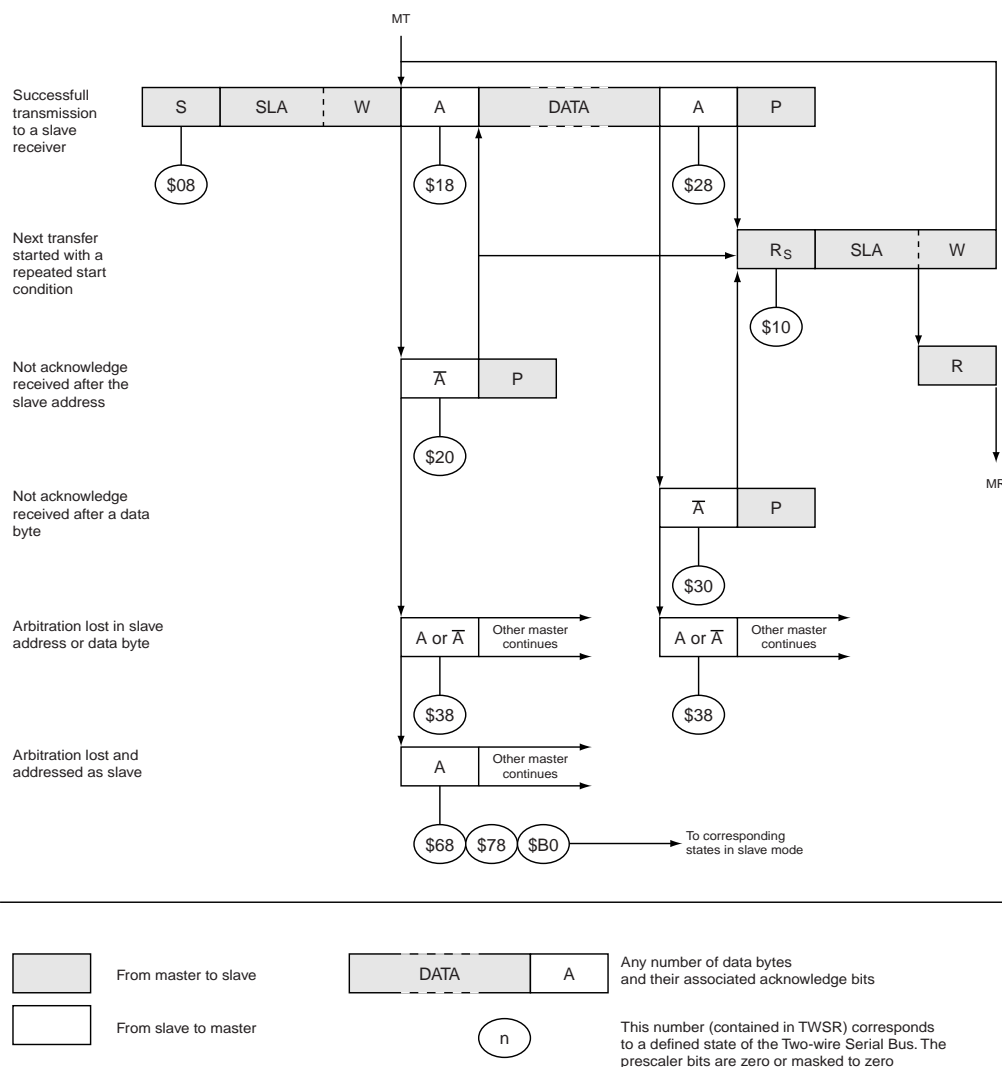 MT
Successfull
transmission
to a slave
receiver
S SLA W A DATA A P
$08 $18 $28
Next transfer
started with a
repeated start
condition
RS SLA W
$10
Not acknowledge
received after the
slave address
A̅ P
R
$20
MR
Not acknowledge
received after a data
byte
A̅ P
$30
Arbitration lost in slave
address or data byte
A or A̅
Other master
continues
A or A̅
Other master
continues
$38 $38
Arbitration lost and
addressed as slave
A
Other master
continues
$68 $78 $B0
To corresponding
states in slave mode
From master to slave
DATA A
Any number of data bytes
and their associated acknowledge bits
From slave to master
n
This number (contained in TWSR) corresponds
to a defined state of the Two-wire Serial Bus. The
prescaler bits are zero or masked to zero